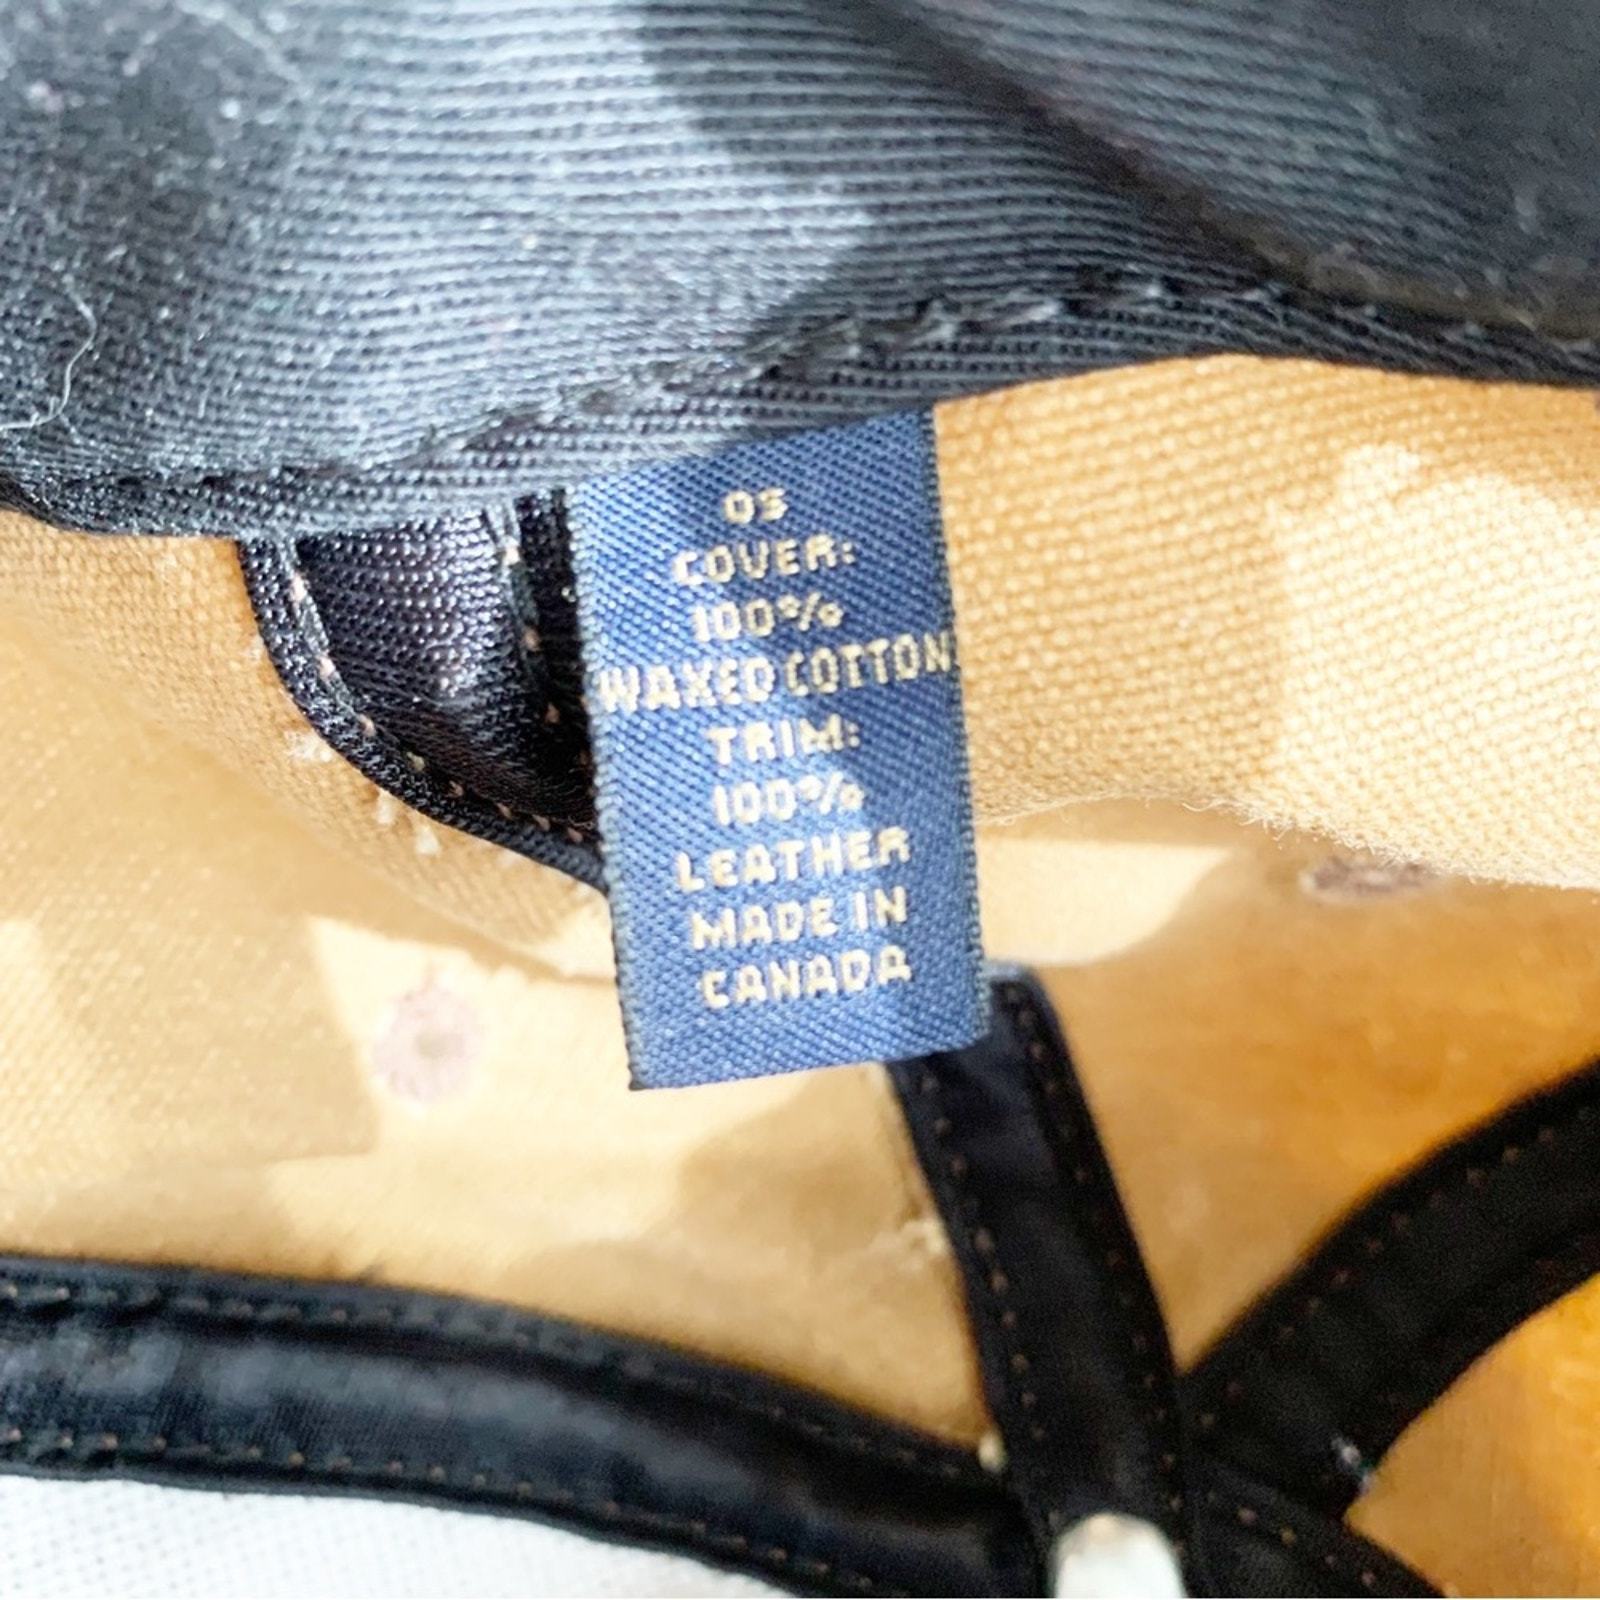 OS
COVER:
100%
WAXED COTTON
TRIM:
100%
LEATHER
MADE IN
CANADA